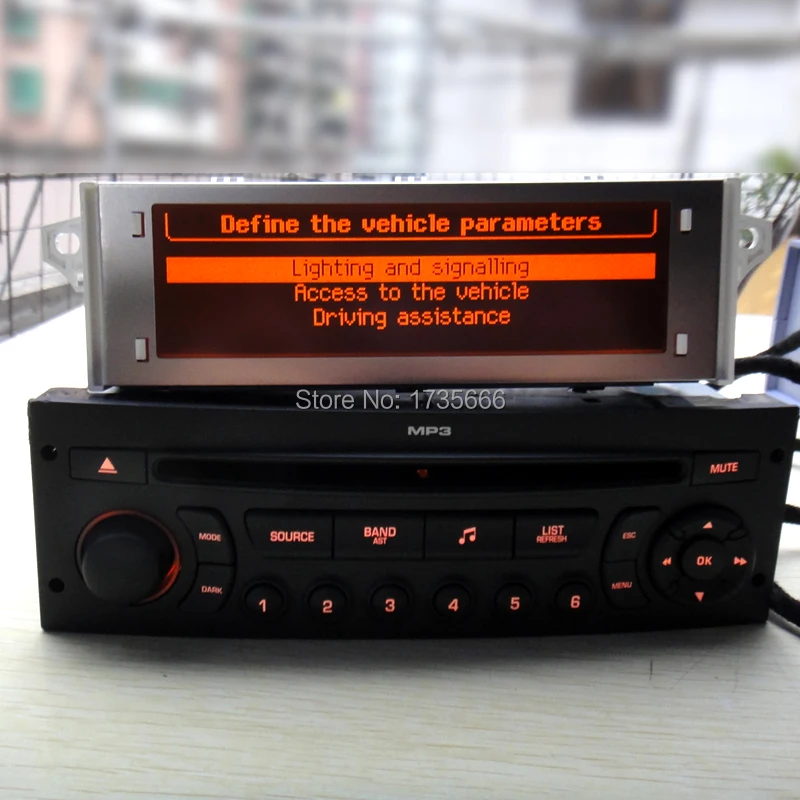 Define the vehicle parameters
Lighting and signalling
Access to the vehicle
Driving assistance
Store No: 1735666
MP3
MUTE
MODE
SOURCE
BAND
AST
LIST
REFRESH
ESC
OK
DARK
MENU
1 2 3 4 5 6